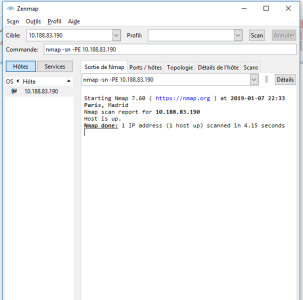 Zenmap
Scan Outils Profil Aide
Cible: 10.188.83.190 Profil: Scan Annuler
Commande: nmap -sn -PE 10.188.83.190
Hôtes Services
Sortie de Nmap Ports / hôtes Topologie Détails de l'hôte Scans
OS Hôte
nmap -sn -PE 10.188.83.190 Détails
10.188.83.190
Starting Nmap 7.60 ( https://nmap.org ) at 2019-01-07 22:33
Paris, Madrid
Nmap scan report for 10.188.83.190
Host is up.
Nmap done: 1 IP address (1 host up) scanned in 4.15 seconds